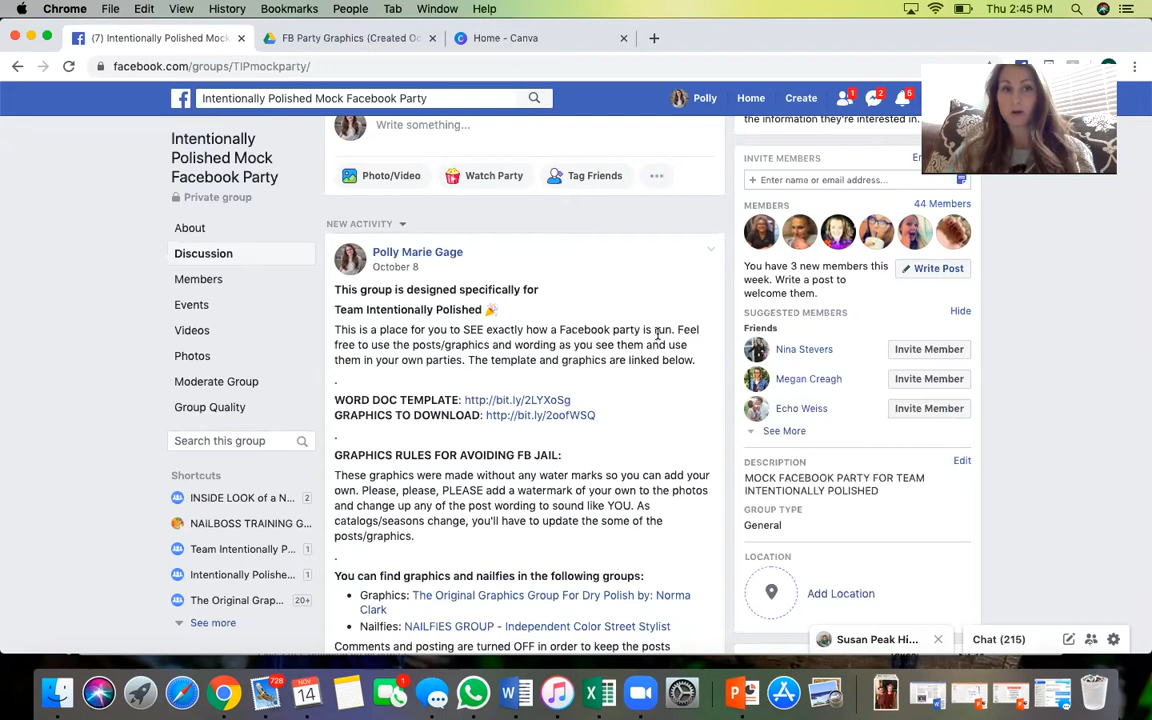 Chrome File Edit View History Bookmarks People Tab Window Help Thu 2:45 PM
(7) Intentionally Polished Mock
FB Party Graphics (Created Oc
Home - Canva
facebook.com/groups/TIPmockparty/
Intentionally Polished Mock Facebook Party
Polly Home Create 1 2 5
Intentionally
Polished Mock
Facebook Party
Private group
About
Discussion
Members
Events
Videos
Photos
Moderate Group
Group Quality
Search this group
Shortcuts
INSiDE LOOK of a N... 2
NAiLBOSS TRAINING G...
Team Intentionally P... 1
Intentionally Polishe... 1
The Original Grap... 20+
See more
Write something...
Photo/Video Watch Party Tag Friends
NEW ACTIVITY
Polly Marie Gage
October 8
This group is designed specifically for
Team Intentionally Polished 🎉
This is a place for you to SEE exactly how a Facebook party is run. Feel
free to use the posts/graphics and wording as you see them and use
them in your own parties. The template and graphics are linked below.
.
WORD DOC TEMPLATE: http://bit.ly/2LYXoSg
GRAPHICS TO DOWNLOAD: http://bit.ly/2oofWSQ
.
GRAPHICS RULES FOR AVOIDING FB JAIL:
These graphics were made without any water marks so you can add your
own. Please, please, PLEASE add a watermark of your own to the photos
and change up any of the post wording to sound like YOU. As
catalogs/seasons change, you'll have to update the some of the
posts/graphics.
.
You can find graphics and nailfies in the following groups:
• Graphics: The Original Graphics Group For Dry Polish by: Norma
Clark
• Nailfies: NAILFIES GROUP - Independent Color Street Stylist
Comments and posting are turned OFF in order to keep the posts
the information they're interested in.
INVITE MEMBERS
+ Enter name or email address...
MEMBERS 44 Members
You have 3 new members this
week. Write a post to
welcome them.
Write Post
SUGGESTED MEMBERS Hide
Friends
Nina Stevers Invite Member
Megan Creagh Invite Member
Echo Weiss Invite Member
See More
DESCRIPTION Edit
MOCK FACEBOOK PARTY FOR TEAM
INTENTIONALLY POLISHED
GROUP TYPE
General
LOCATION
Add Location
Susan Peak Hi...
Chat (215)
728
NOV
14
1